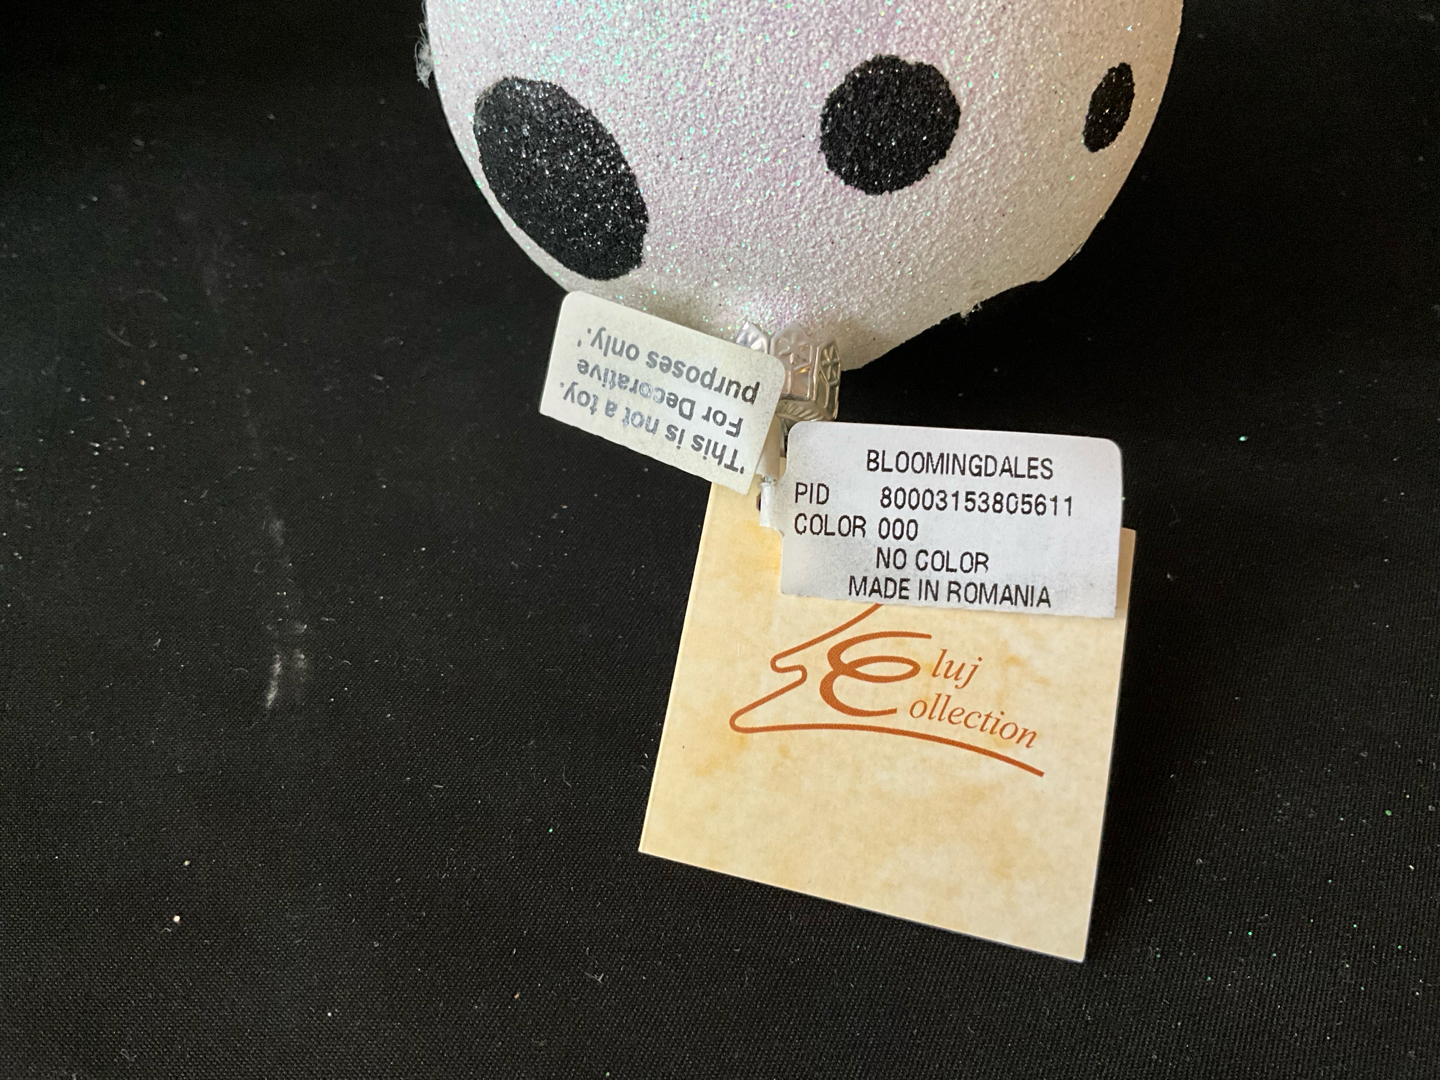 'This is not a toy.
For Decorative
purposes only.'
BLOOMINGDALES
PID 80003153805611
COLOR 000
NO COLOR
MADE IN ROMANIA
Cluj
Collection